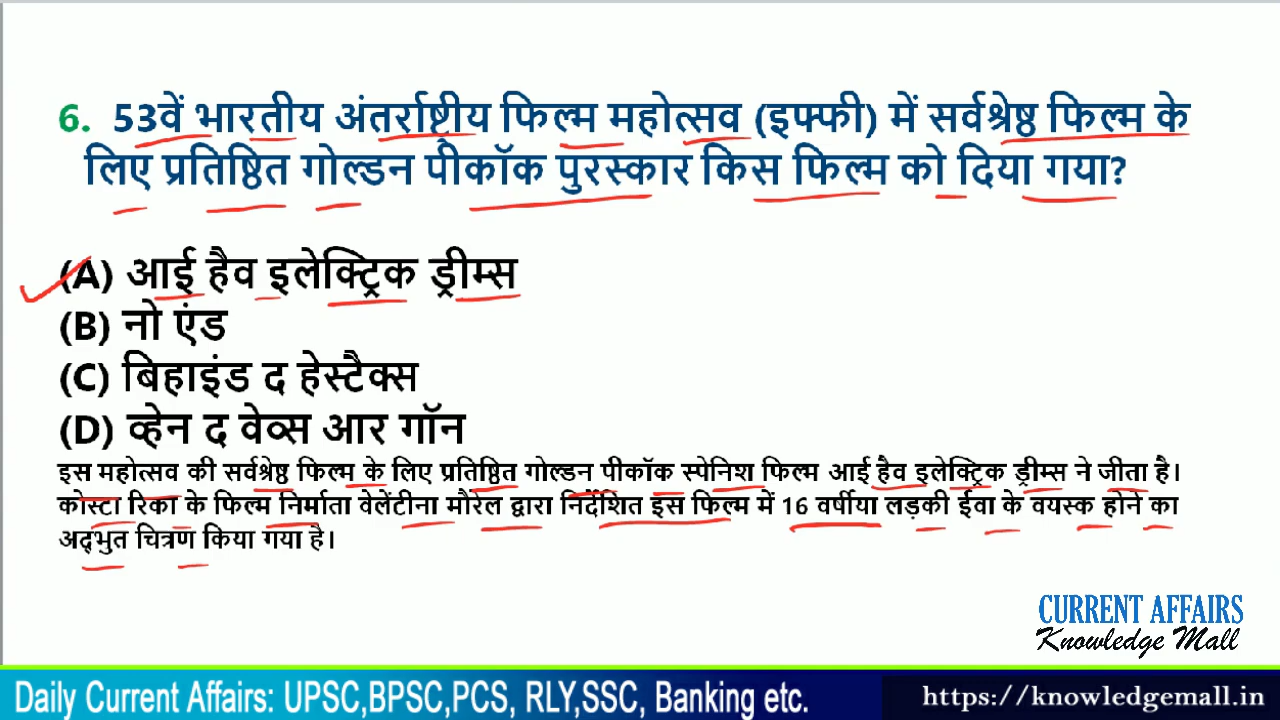 6. 53वें भारतीय अंतर्राष्ट्रीय फिल्म महोत्सव (इफ्फी) में सर्वश्रेष्ठ फिल्म के
लिए प्रतिष्ठित गोल्डन पीकॉक पुरस्कार किस फिल्म को दिया गया?
(A) आई हैव इलेक्ट्रिक ड्रीम्स
(B) नो एंड
(C) बिहाइंड द हेस्टैक्स
(D) व्हेन द वेव्स आर गॉन
इस महोत्सव की सर्वश्रेष्ठ फिल्म के लिए प्रतिष्ठित गोल्डन पीकॉक स्पेनिश फिल्म आई हैव इलेक्ट्रिक ड्रीम्स ने जीता है।
कोस्टा रिका के फिल्म निर्माता वेलेंटीना मौरेल द्वारा निर्देशित इस फिल्म में 16 वर्षीया लड़की ईवा के वयस्क होने का
अद्भुत चित्रण किया गया है।
CURRENT AFFAIRS
Knowledge Mall
Daily Current Affairs: UPSC,BPSC,PCS, RLY,SSC, Banking etc.
https://knowledgemall.in